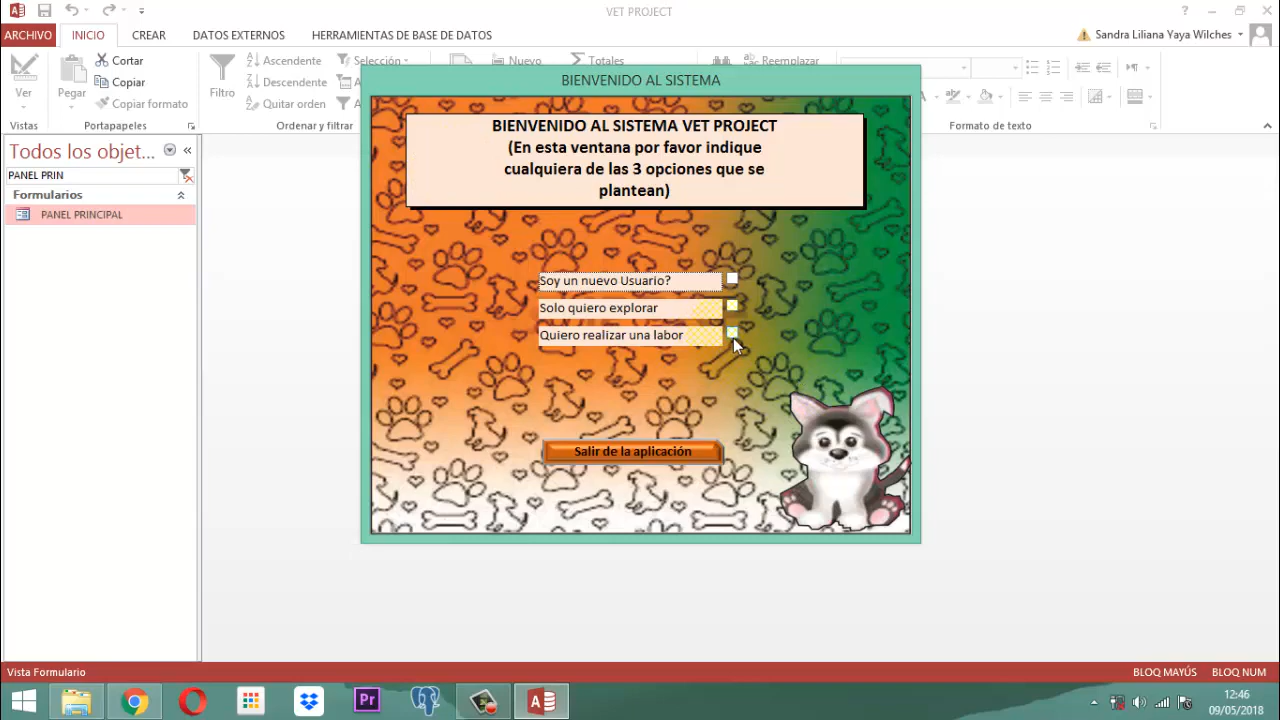 VET PROJECT
ARCHIVO INICIO CREAR DATOS EXTERNOS HERRAMIENTAS DE BASE DE DATOS Sandra Liliana Yaya Wilches
Ver
Vistas
Pegar
Cortar
Copiar
Copiar formato
Portapapeles
Filtro
Ascendente
Descendente
Quitar orden
Selección
A
A
Ordenar y filtrar
Nuevo
Totales
Reemplazar
A
Formato de texto
Todos los objet...
PANEL PRIN
Formularios
PANEL PRINCIPAL
BIENVENIDO AL SISTEMA
BIENVENIDO AL SISTEMA VET PROJECT
(En esta ventana por favor indique
cualquiera de las 3 opciones que se
plantean)
Soy un nuevo Usuario?
Solo quiero explorar
Quiero realizar una labor
Salir de la aplicación
Vista Formulario
BLOQ MAYÚS BLOQ NUM
Pr
12:46
09/05/2018